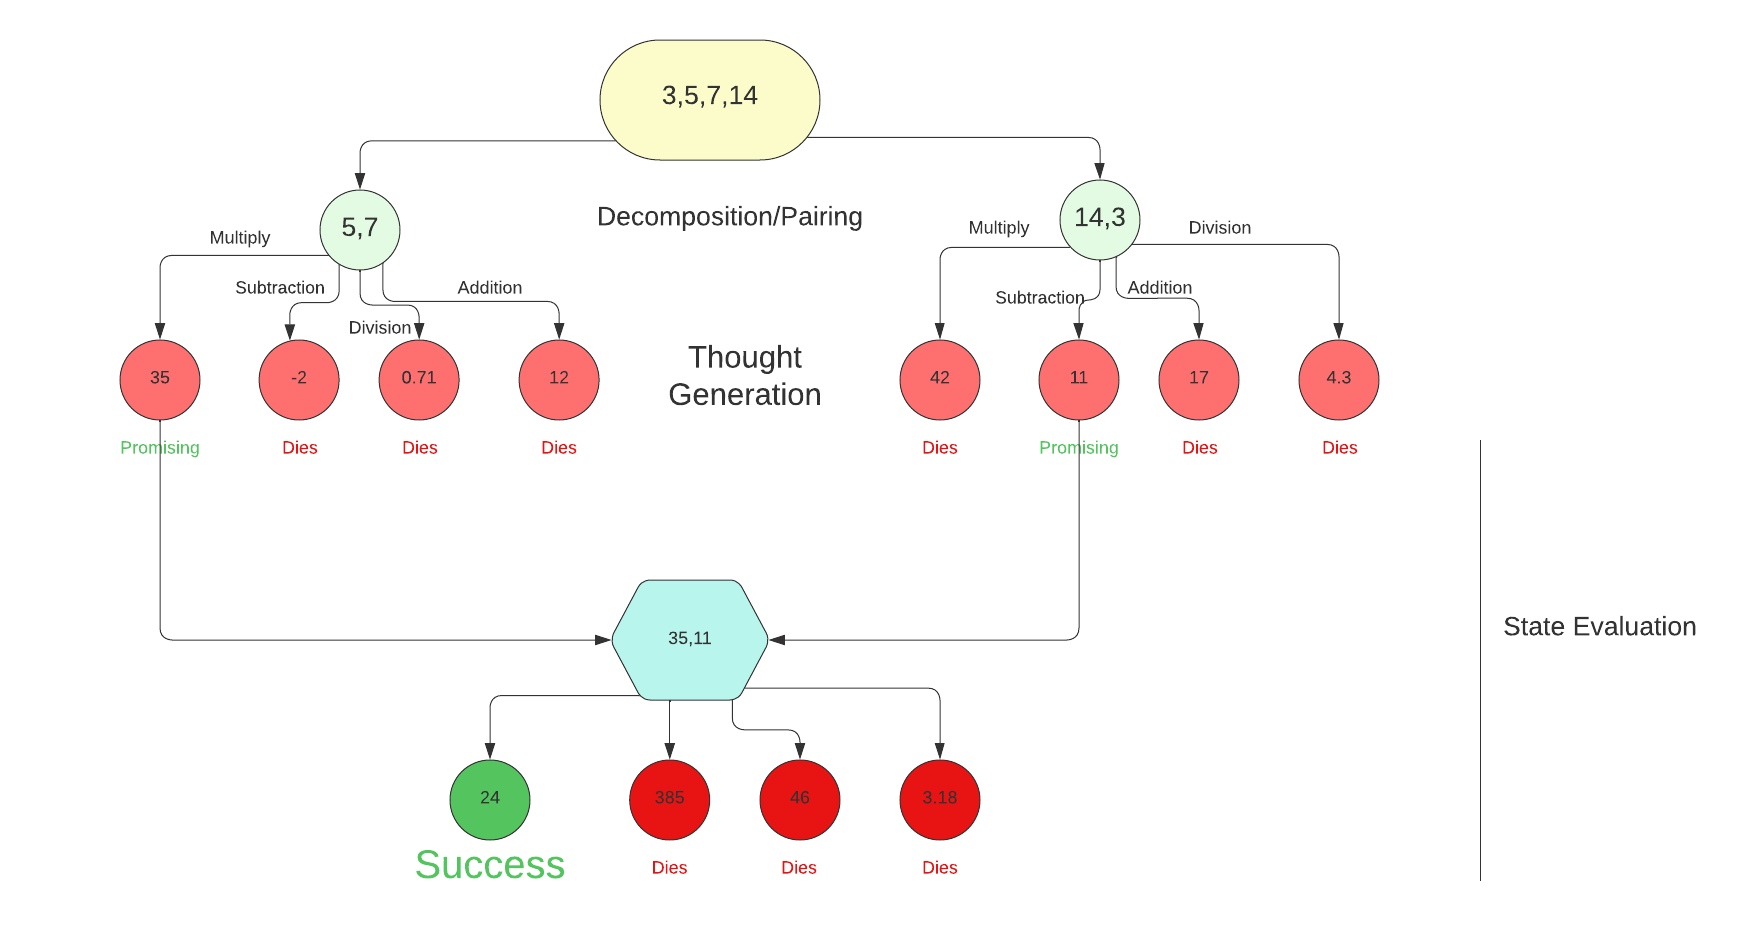 3,5,7,14
5,7
Decomposition/Pairing
14,3
Multiply
Multiply
Division
Subtraction
Addition
Subtraction
Addition
Division
35
-2
0.71
12
Thought
Generation
42
11
17
4.3
Promising
Dies
Dies
Dies
Dies
Promising
Dies
Dies
35,11
State Evaluation
24
385
46
3.18
Success
Dies
Dies
Dies